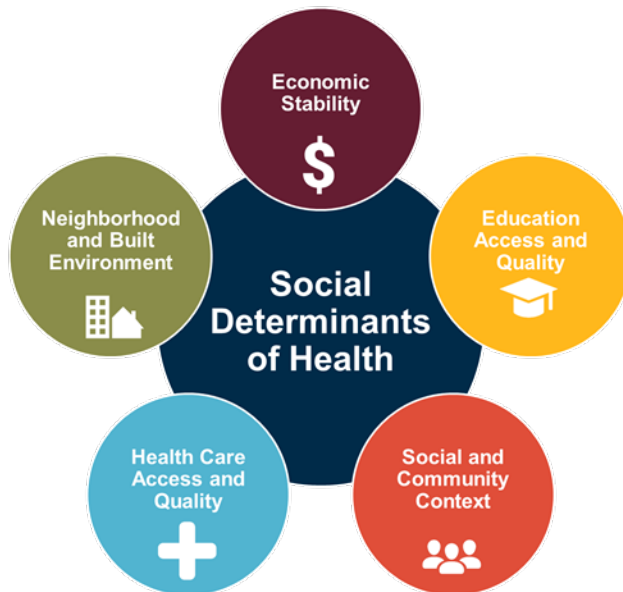 Economic
Stability
$
Neighborhood
and Built
Environment
Education
Access and
Quality
Social
Determinants
of Health
Health Care
Access and
Quality
Social and
Community
Context